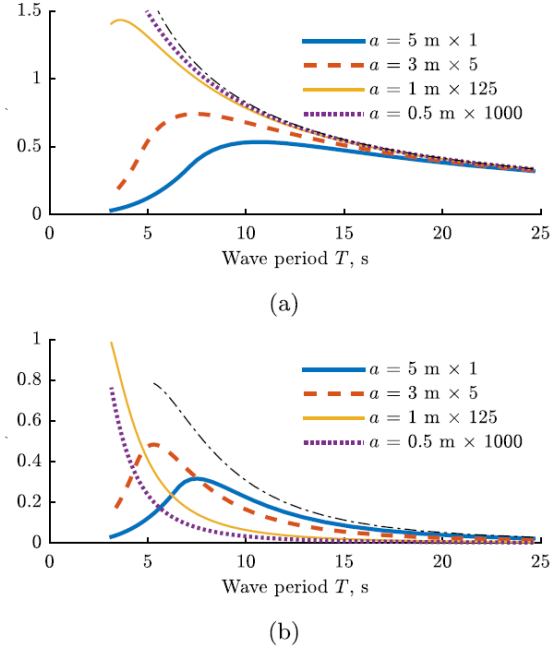 1.5
a = 5 m × 1
a = 3 m × 5
1
a = 1 m × 125
a = 0.5 m × 1000
0.5
0
0 5 10 15 20 25
Wave period T, s
(a)
1
a = 5 m × 1
0.8
a = 3 m × 5
a = 1 m × 125
0.6
a = 0.5 m × 1000
0.4
0.2
0
0 5 10 15 20 25
Wave period T, s
(b)